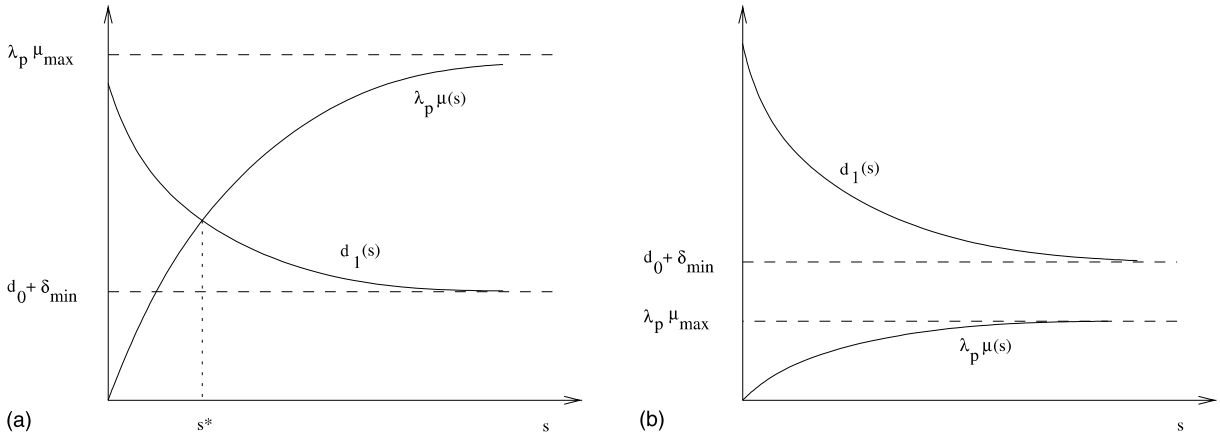 λp μmax
λp μ(s)
d1(s)
d0 + δmin
(a)
s*
s
d1(s)
d0 + δmin
λp μmax
λp μ(s)
(b)
s